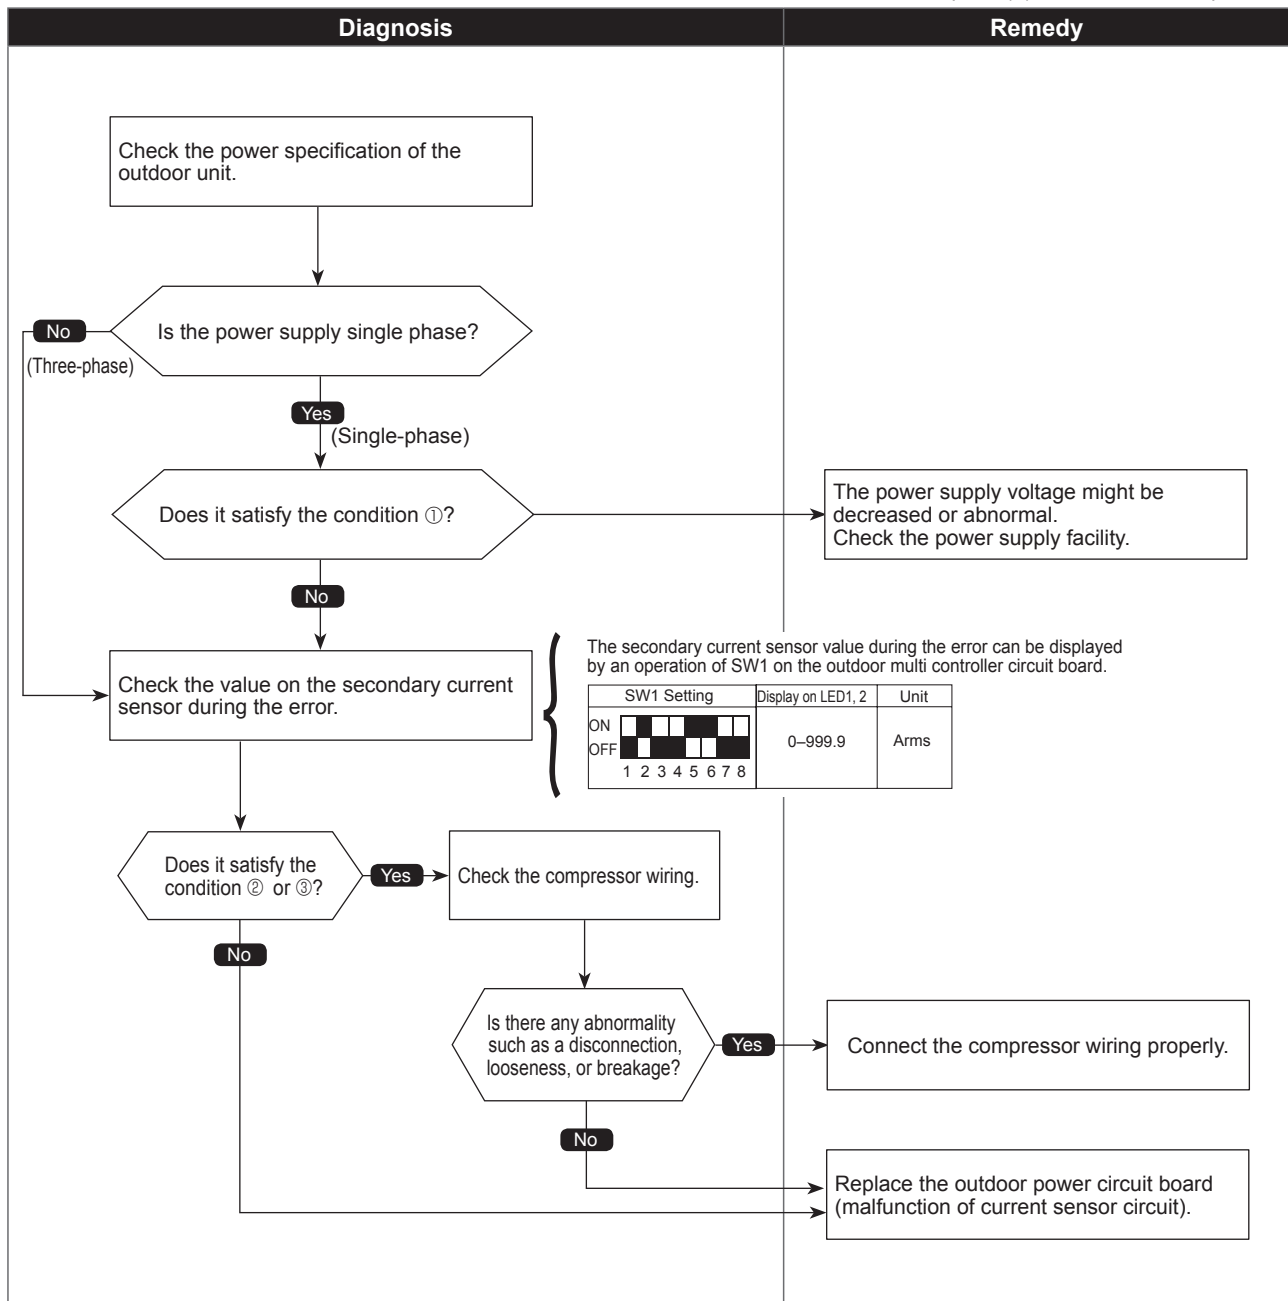 Diagnosis
Remedy
Check the power specification of the
outdoor unit.
Is the power supply single phase?
No
(Three-phase)
Yes
(Single-phase)
Does it satisfy the condition ①?
The power supply voltage might be
decreased or abnormal.
Check the power supply facility.
No
Check the value on the secondary current
sensor during the error.
The secondary current sensor value during the error can be displayed
by an operation of SW1 on the outdoor multi controller circuit board.
SW1 Setting
Display on LED1, 2
Unit
ON
OFF
1 2 3 4 5 6 7 8
0–999.9
Arms
Does it satisfy the
condition ② or ③?
Yes
Check the compressor wiring.
No
Is there any abnormality
such as a disconnection,
looseness, or breakage?
Yes
Connect the compressor wiring properly.
No
Replace the outdoor power circuit board
(malfunction of current sensor circuit).